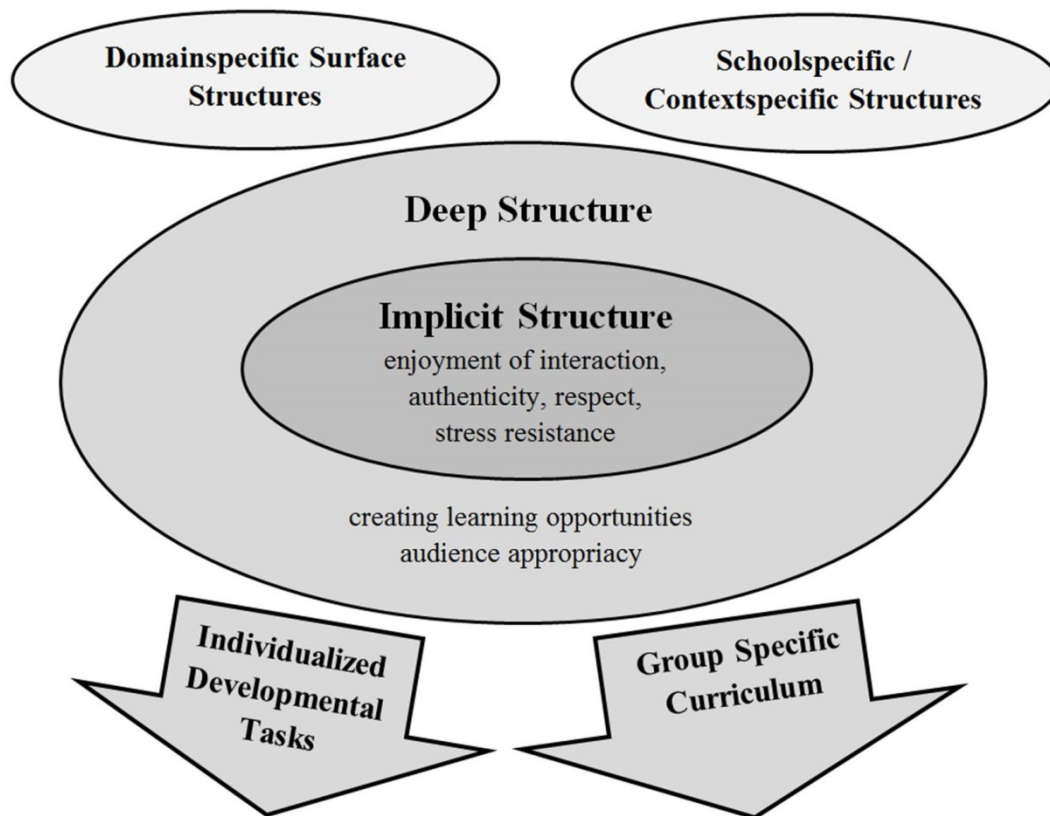 Domainspecific Surface
Structures
Schoolspecific /
Contextspecific Structures
Deep Structure
Implicit Structure
enjoyment of interaction,
authenticity, respect,
stress resistance
creating learning opportunities
audience appropriacy
Individualized
Developmental
Tasks
Group Specific
Curriculum